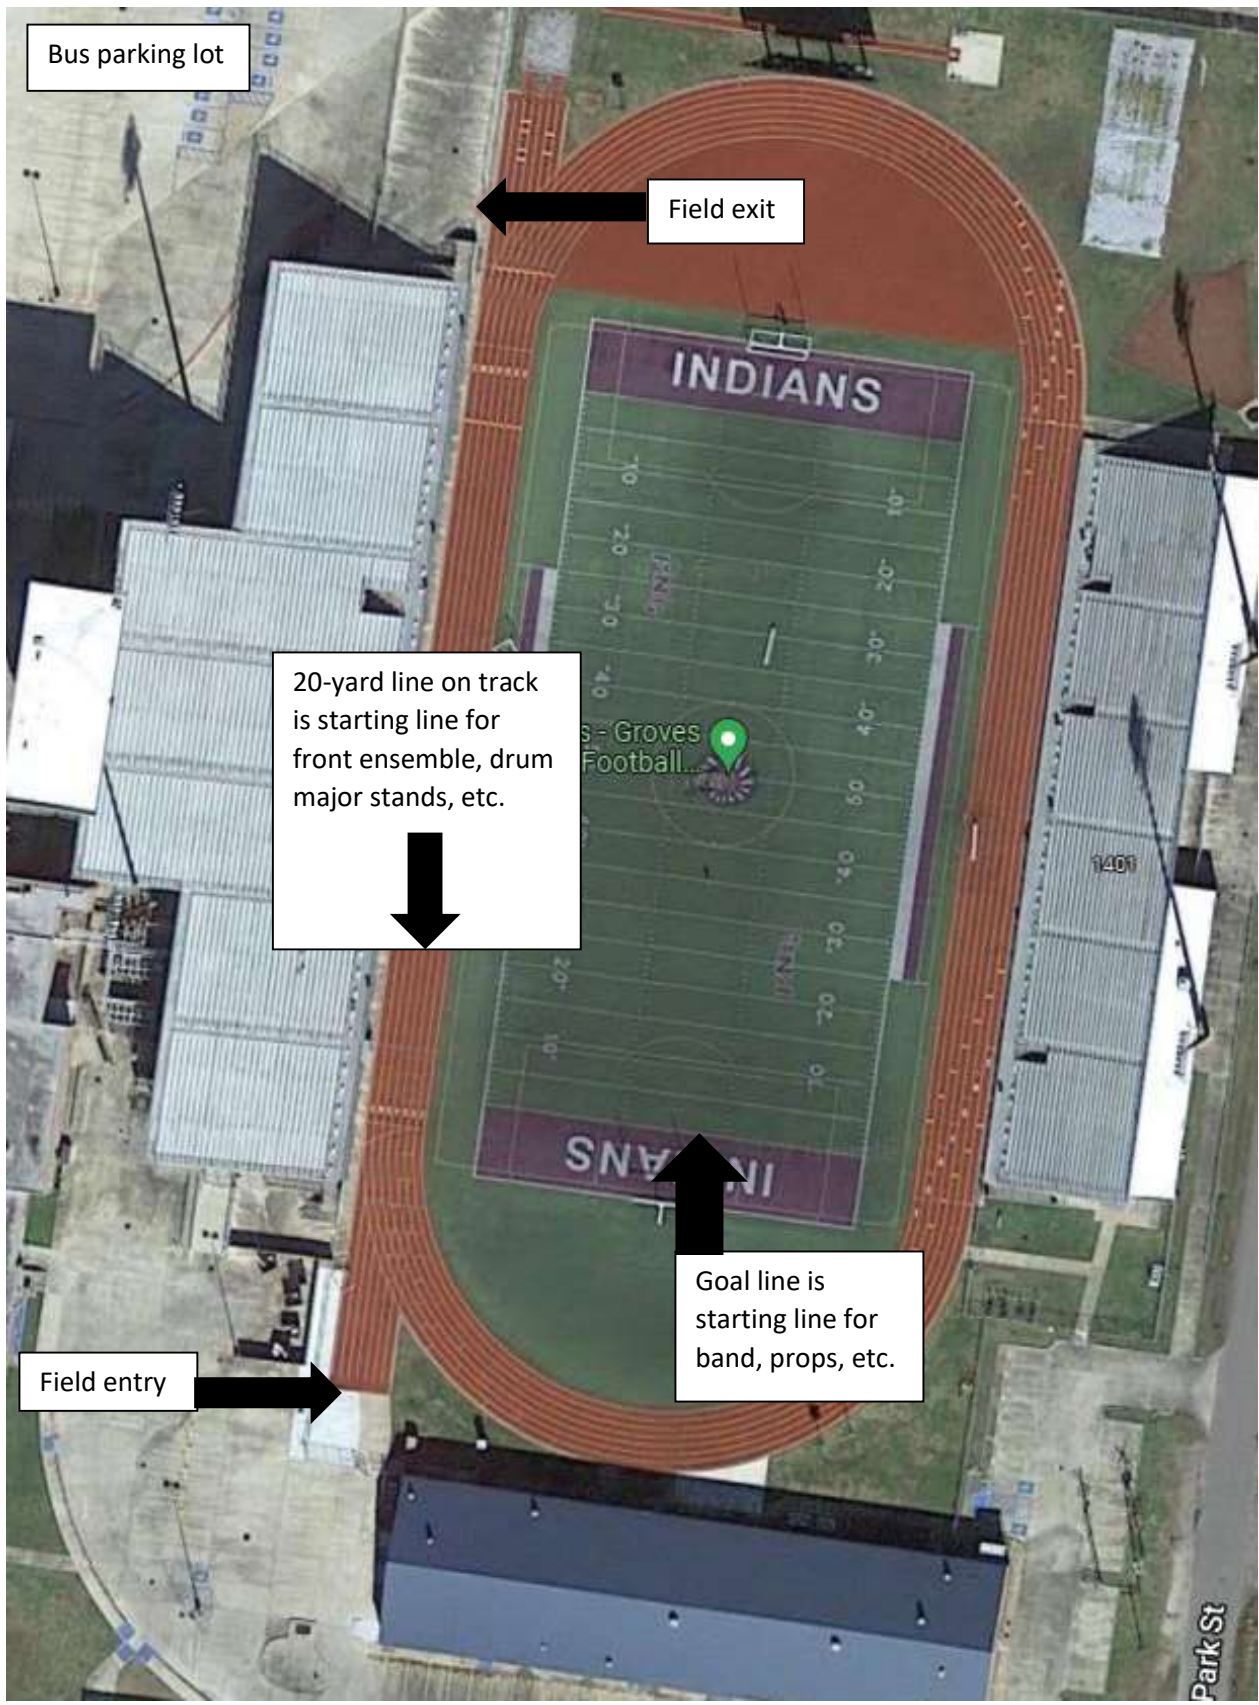 Bus parking lot
Field exit
INDIANS
10
10
20
20
PNG
30
30
40
40
20-yard line on track
is starting line for
front ensemble, drum
major stands, etc.
s - Groves
Football...
50
40
1401
30
PNG
20
20
10
10
INDIANS
Goal line is
starting line for
band, props, etc.
Field entry
Park St